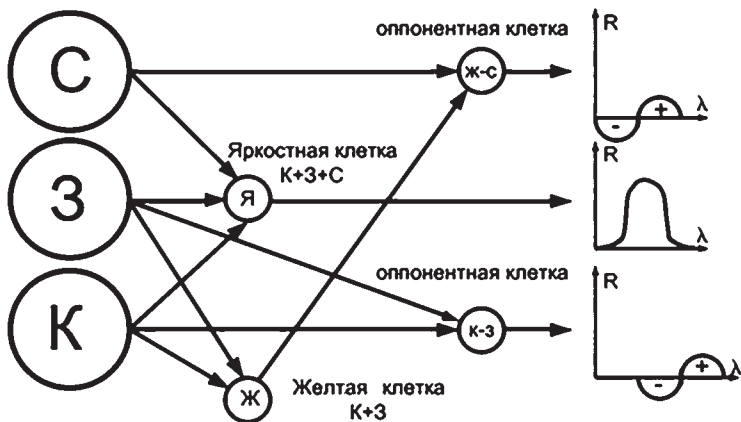 оппонентная клетка
R
С
ж-с
+
-
λ
Яркостная клетка
К+З+С
R
З
Я
λ
оппонентная клетка
R
К
к-з
+
-
λ
Желтая клетка
К+З
Ж